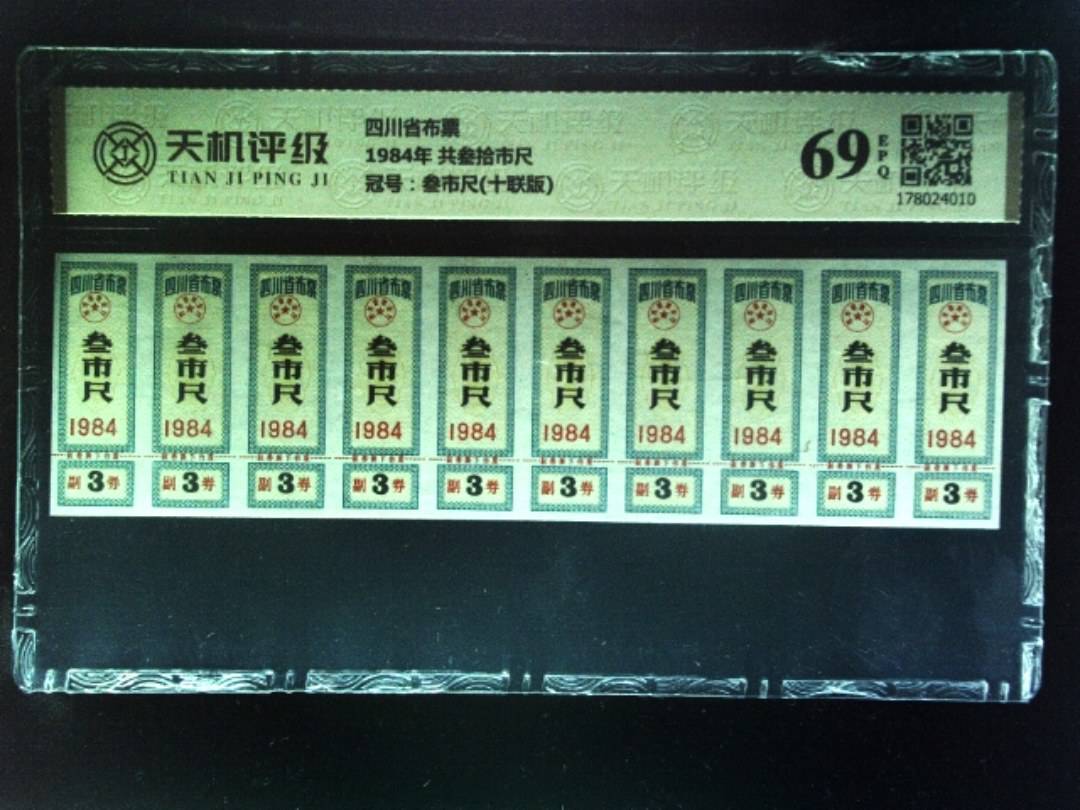 天机评级
TIAN JI PING JI
四川省布票
1984年 共叁拾市尺
冠号：叁市尺(十联版)
69
EPQ
178024010
四川省布票 四川省布票 四川省布票 四川省布票 四川省布票 四川省布票 四川省布票 四川省布票 四川省布票 四川省布票
叁市尺 叁市尺 叁市尺 叁市尺 叁市尺 叁市尺 叁市尺 叁市尺 叁市尺 叁市尺
1984 1984 1984 1984 1984 1984 1984 1984 1984 1984
副3券 副3券 副3券 副3券 副3券 副3券 副3券 副3券 副3券 副3券